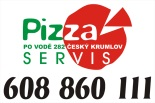 Pizza
PO VODĚ 282 ČESKÝ KRUMLOV
SERVIS
608 860 111